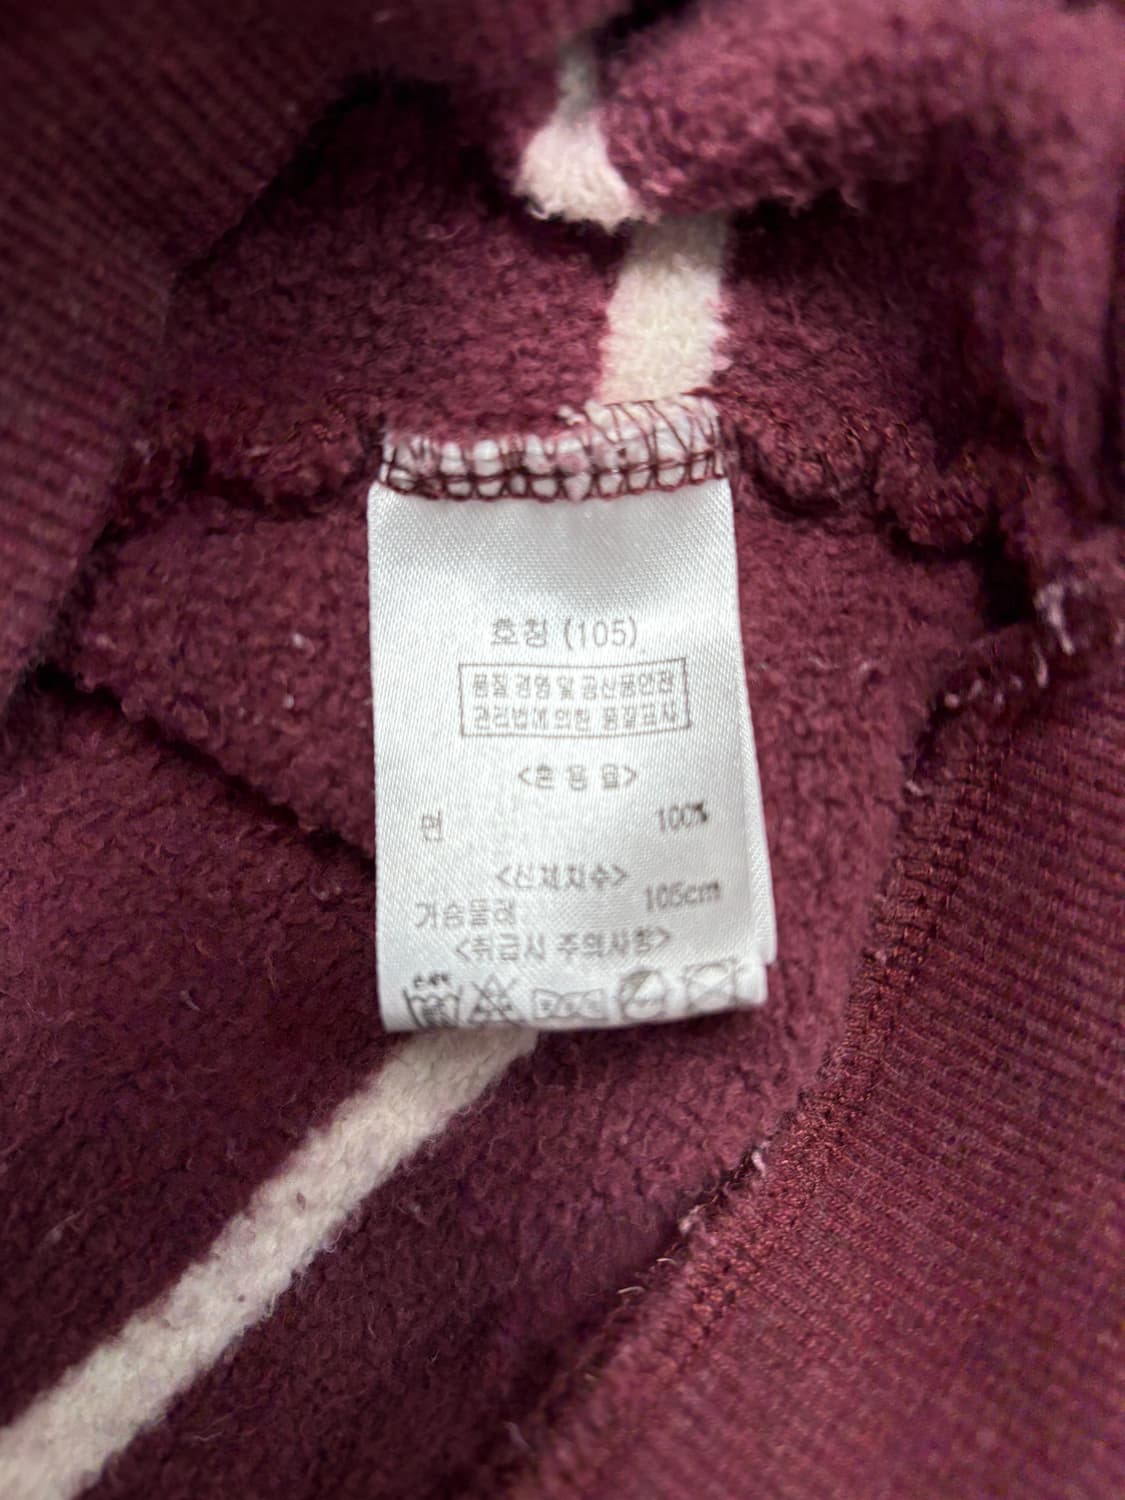 호칭 (105)
품질경영 및 공산품안전
관리법에 의한 품질표시
<혼 용 율>
면 100%
<신체치수>
가슴둘레 105cm
<취급시 주의사항>